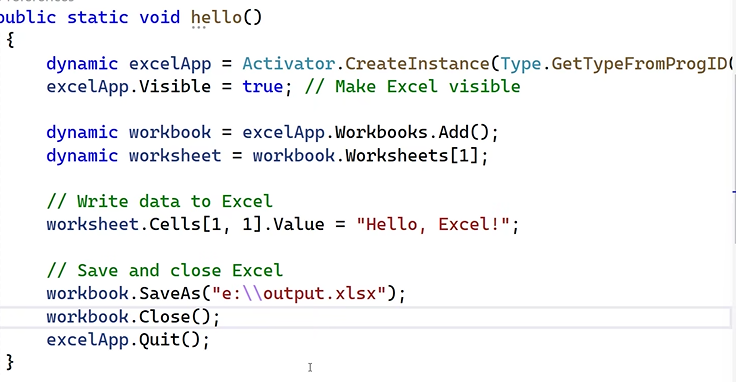 public static void hello()
{
dynamic excelApp = Activator.CreateInstance(Type.GetTypeFromProgID(
excelApp.Visible = true; // Make Excel visible
dynamic workbook = excelApp.Workbooks.Add();
dynamic worksheet = workbook.Worksheets[1];
// Write data to Excel
worksheet.Cells[1, 1].Value = "Hello, Excel!";
// Save and close Excel
workbook.SaveAs("e:\\output.xlsx");
workbook.Close();
excelApp.Quit();
}